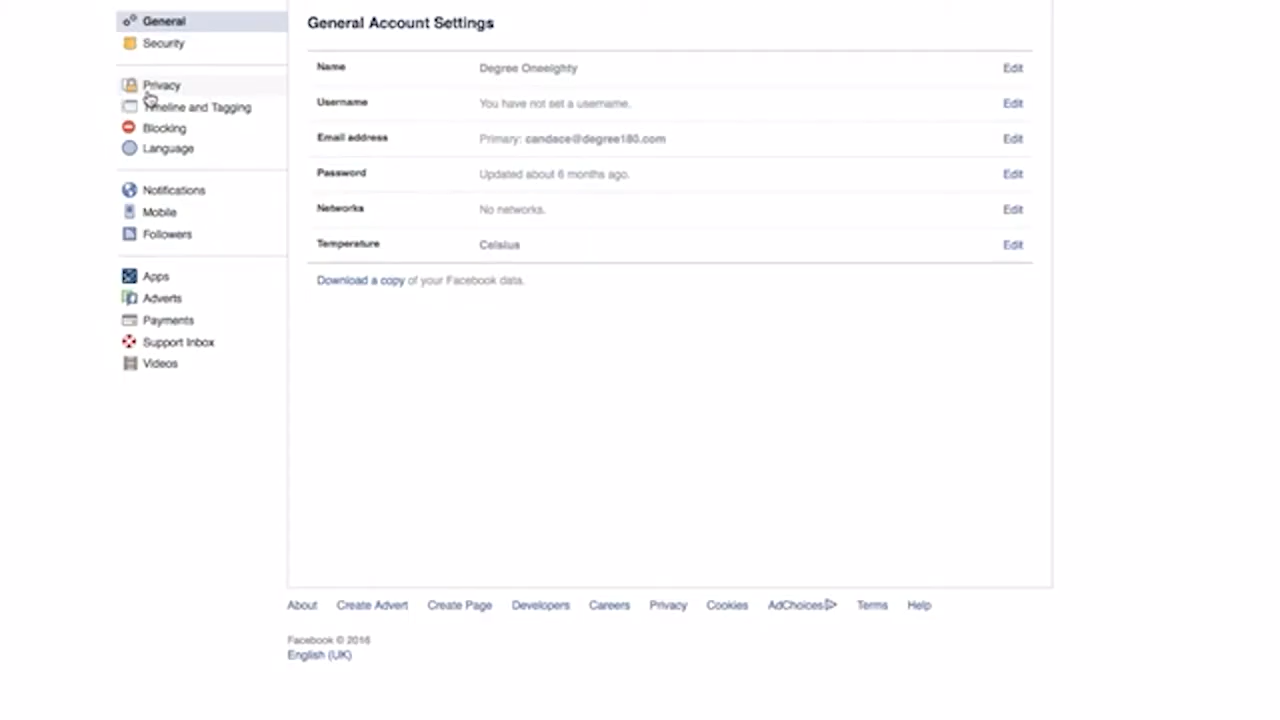 General
Security
Privacy
Timeline and Tagging
Blocking
Language
Notifications
Mobile
Followers
Apps
Adverts
Payments
Support Inbox
Videos
General Account Settings
Name Degree Oneeighty Edit
Username You have not set a username. Edit
Email address Primary: candace@degree180.com Edit
Password Updated about 6 months ago. Edit
Networks No networks. Edit
Temperature Celsius Edit
Download a copy of your Facebook data.
About Create Advert Create Page Developers Careers Privacy Cookies AdChoices Terms Help
Facebook © 2016
English (UK)